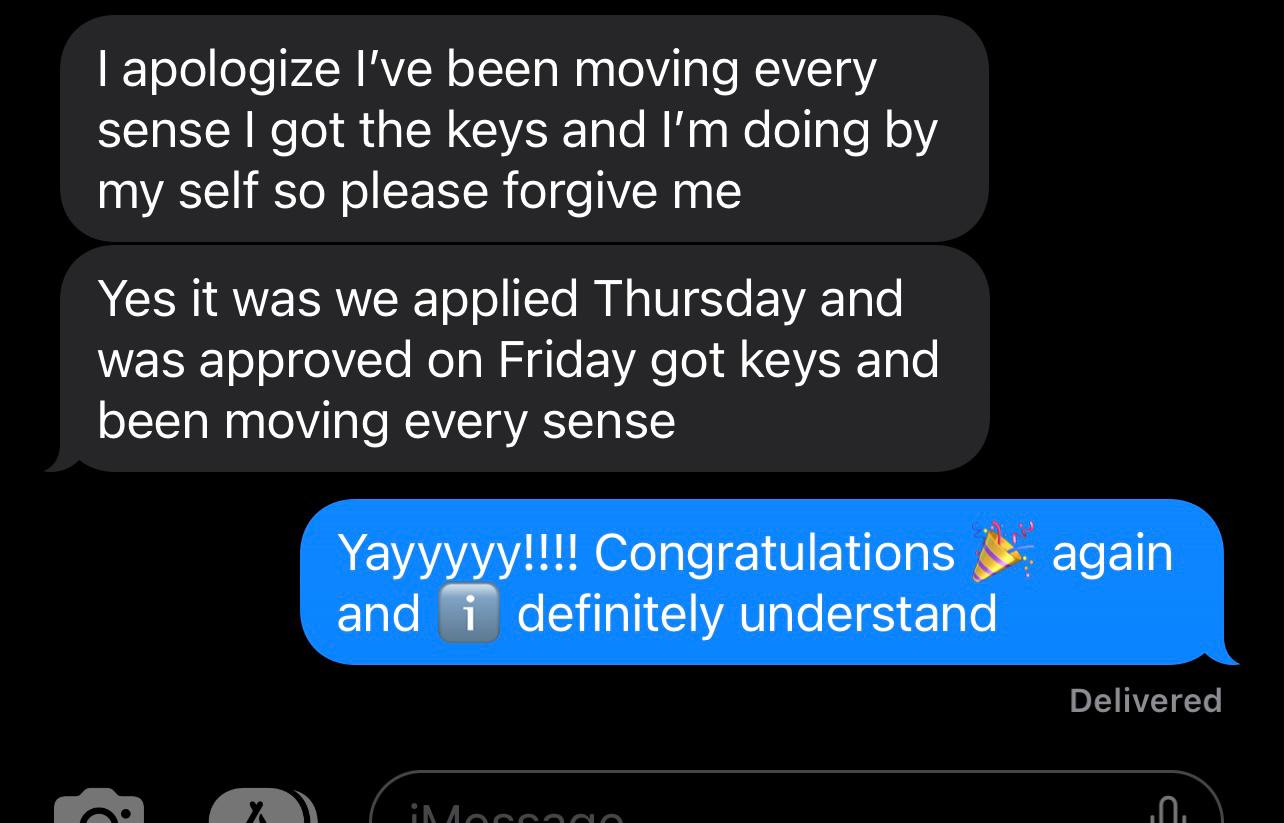 I apologize I've been moving every
sense I got the keys and I'm doing by
my self so please forgive me
Yes it was we applied Thursday and
was approved on Friday got keys and
been moving every sense
Yayyyyy!!!! Congratulations 🎉 again
and ℹ️ definitely understand
Delivered
iMessage